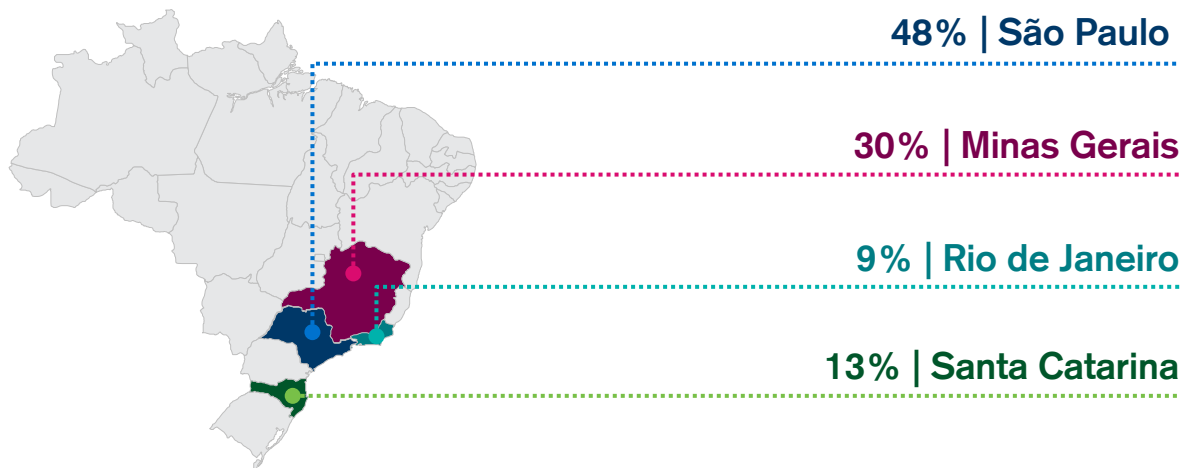 48% | São Paulo
30% | Minas Gerais
9% | Rio de Janeiro
13% | Santa Catarina